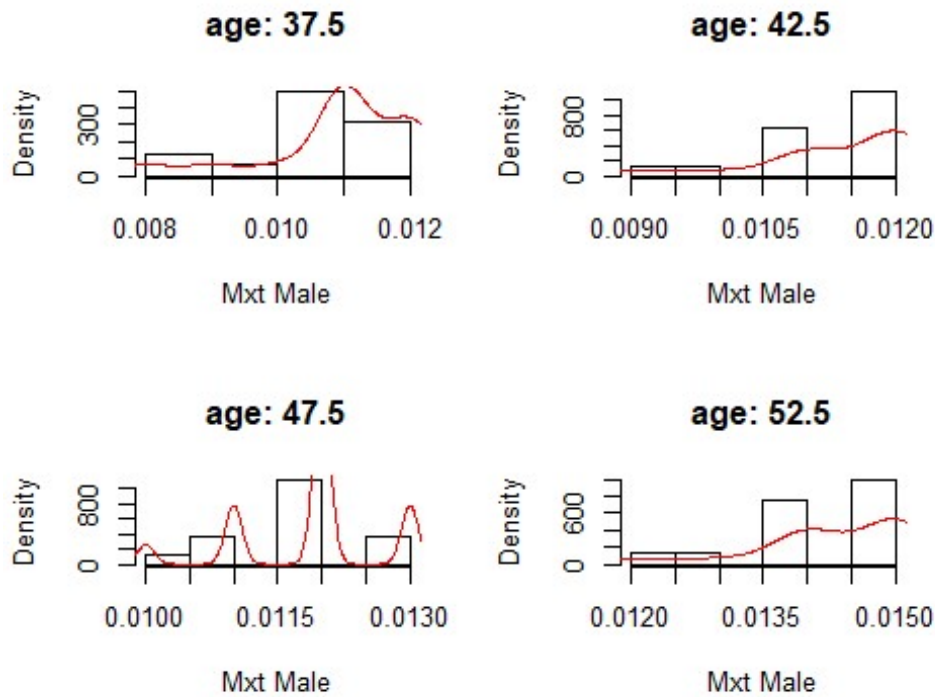 age: 37.5
Density
300
0
0.008 0.010 0.012
Mxt Male
age: 42.5
Density
800
0
0.0090 0.0105 0.0120
Mxt Male
age: 47.5
Density
800
0
0.0100 0.0115 0.0130
Mxt Male
age: 52.5
Density
600
0
0.0120 0.0135 0.0150
Mxt Male